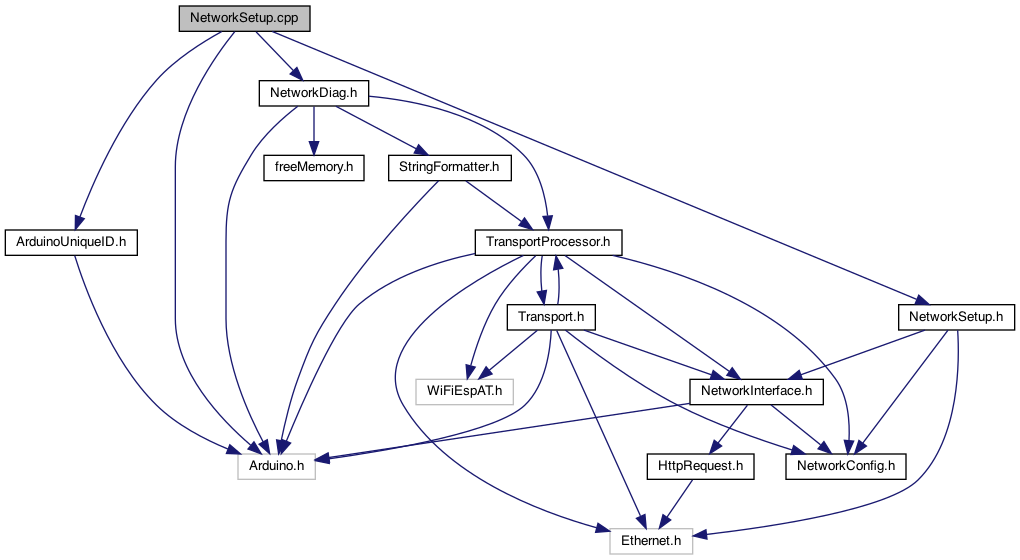 NetworkSetup.cpp
NetworkDiag.h
freeMemory.h
StringFormatter.h
ArduinoUniqueID.h
TransportProcessor.h
Transport.h
NetworkSetup.h
WiFiEspAT.h
NetworkInterface.h
Arduino.h
HttpRequest.h
NetworkConfig.h
Ethernet.h